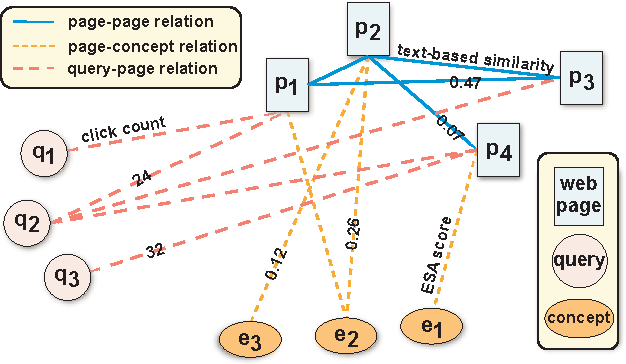 page-page relation
page-concept relation
query-page relation
p2
text-based similarity
p1
0.47
p3
click count
0.07
q1
p4
24
q2
web
page
0.26
32
0.12
q3
ESA score
query
e3
e2
e1
concept